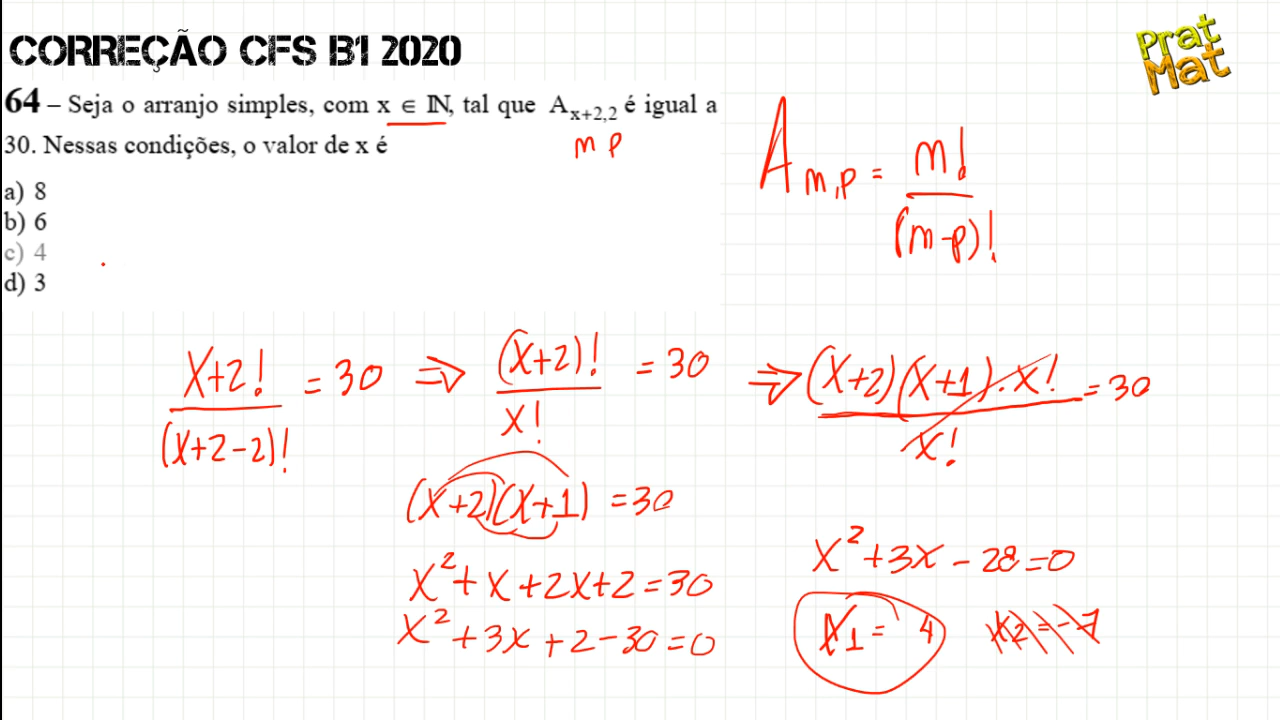 CORREÇÃO CFS B1 2020
Prat
Mat
64 – Seja o arranjo simples, com x ∈ ℕ, tal que A_{x+2,2} é igual a
30. Nessas condições, o valor de x é
m p
a) 8
b) 6
c) 4
d) 3
A_{m,p} = m! / (m-p)!
x+2! / (x+2-2)! = 30 ⇒ (x+2)! / x! = 30 ⇒ (x+2)(x+1).x! / x! = 30
(x+2)(x+1) = 30
x² + x + 2x + 2 = 30
x² + 3x + 2 - 30 = 0
x² + 3x - 28 = 0
x₁ = 4 x₂ = -7